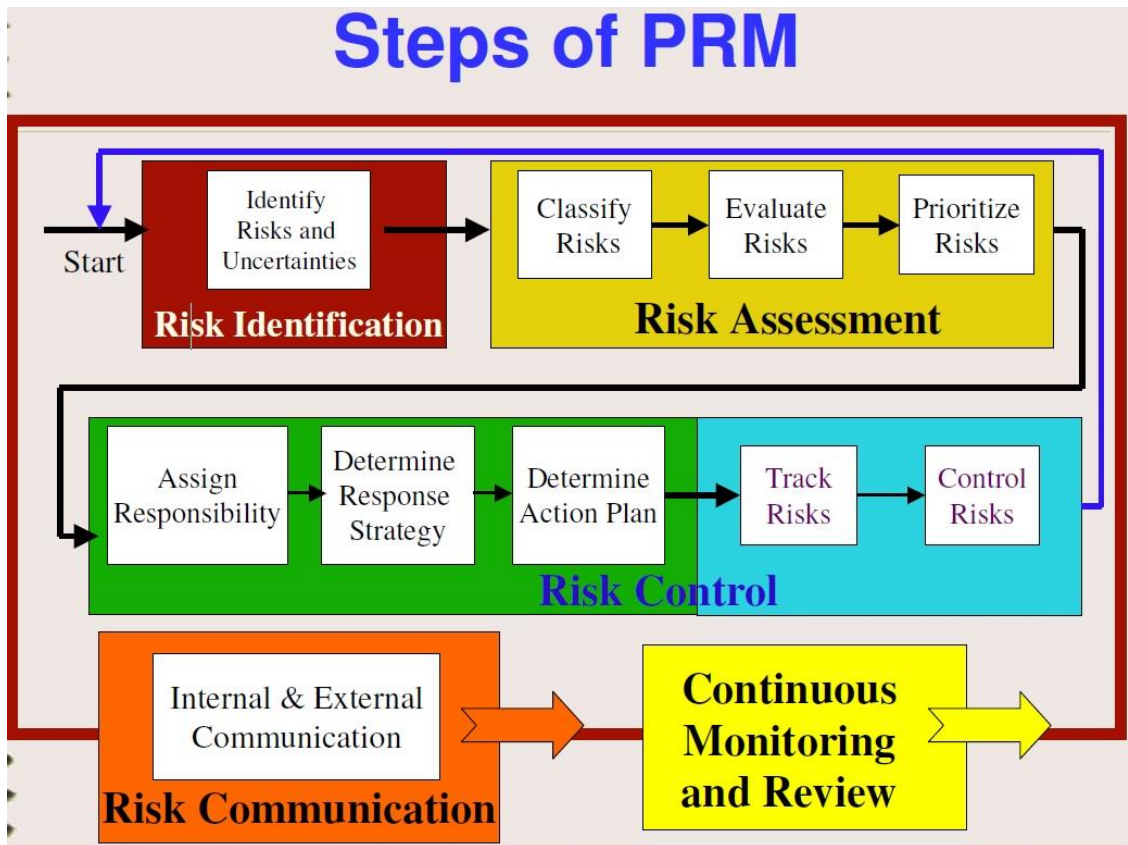 Steps of PRM
Start
Identify
Risks and
Uncertainties
Risk Identification
Classify
Risks
Evaluate
Risks
Prioritize
Risks
Risk Assessment
Assign
Responsibility
Determine
Response
Strategy
Determine
Action Plan
Track
Risks
Control
Risks
Risk Control
Internal & External
Communication
Risk Communication
Continuous
Monitoring
and Review